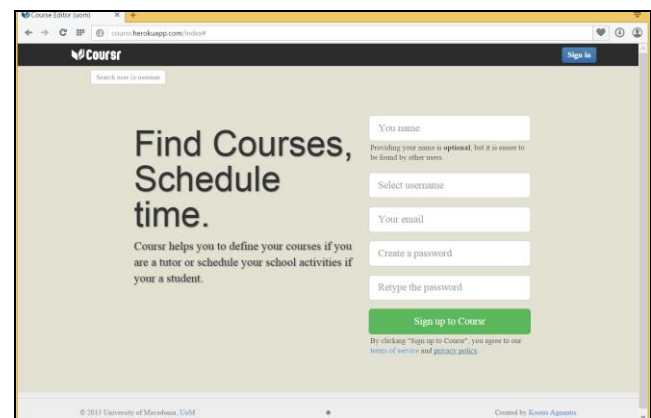 Course Editor (uom)
coursr.herokuapp.com/index#
Coursr
Sign in
Search user (is usernam
Find Courses,
Schedule
time.
Coursr helps you to define your courses if you
are a tutor or schedule your school activities if
your a student.
You name
Providing your name is optional, but it is easier to
be found by other users.
Select username
Your email
Create a password
Retype the password
Sign up to Coursr
By clicking "Sign up to Coursr", you agree to our
terms of service and privacy policy.
© 2013 University of Macedonia, UoM
Created by Kostas